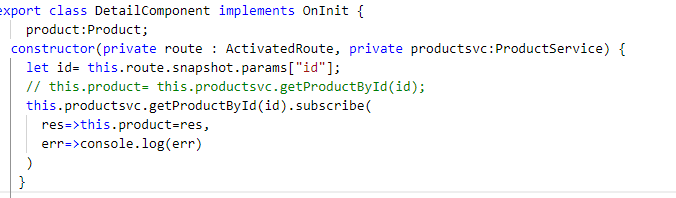 export class DetailComponent implements OnInit {
product:Product;
constructor(private route : ActivatedRoute, private productsvc:ProductService) {
let id= this.route.snapshot.params["id"];
// this.product= this.productsvc.getProductById(id);
this.productsvc.getProductById(id).subscribe(
res=>this.product=res,
err=>console.log(err)
)
}